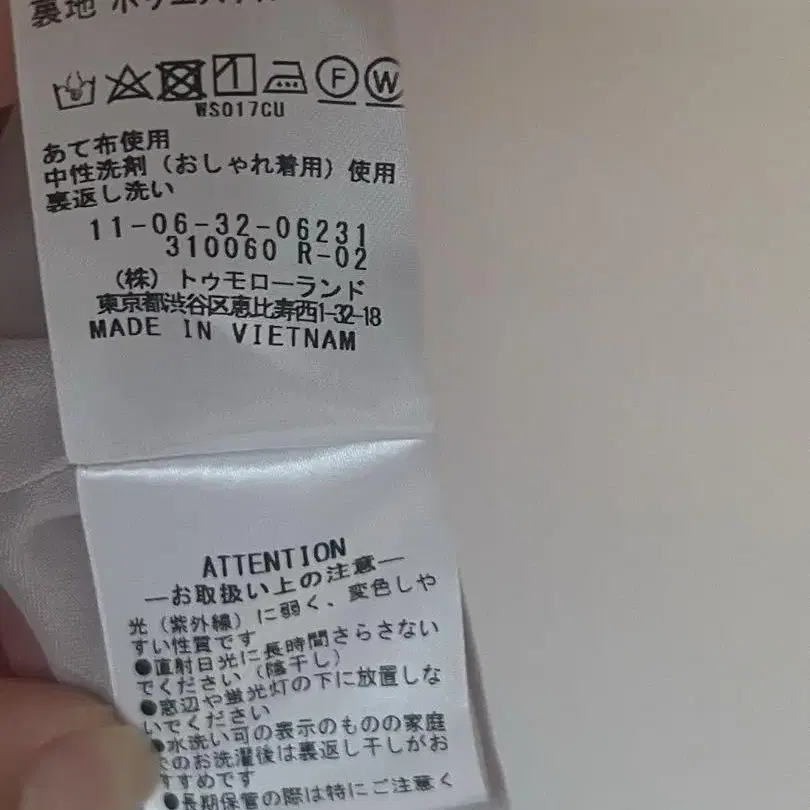 裏地 ポリエステル
F W
WS017CU
あて布使用
中性洗剤（おしゃれ着用）使用
裏返し洗い
11-06-32-06231
310060 R-02
（株）トゥモローランド
東京都渋谷区恵比寿西1-32-18
MADE IN VIETNAM
ATTENTION
―お取扱い上の注意―
光（紫外線）に弱く、変色しや
すい性質です
●直射日光に長時間さらさない
でください（陰干し）
●窓辺や蛍光灯の下に放置しな
いでください
●水洗い可の表示のものの家庭
のお洗濯後は裏返し干しがお
すすめです
●長期保管の際は特にご注意く